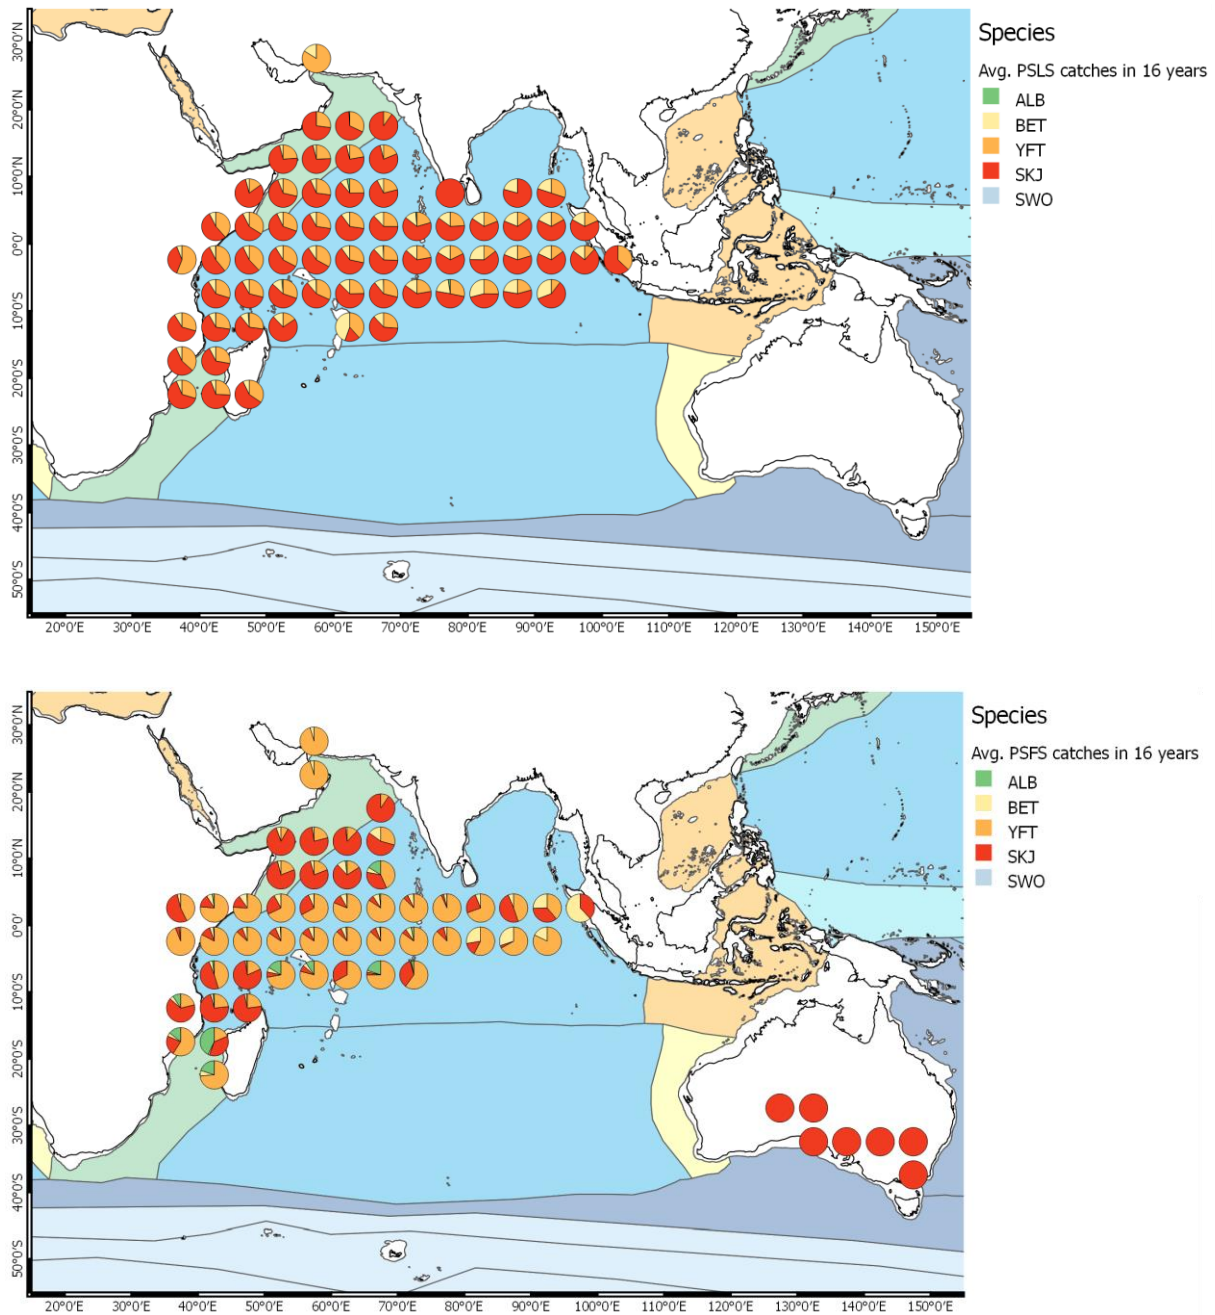 Species
Avg. PSLS catches in 16 years
ALB
BET
YFT
SKJ
SWO
30°0'N
20°0'N
10°0'N
0°0'
10°0'S
20°0'S
30°0'S
40°0'S
50°0'S
20°0'E 30°0'E 40°0'E 50°0'E 60°0'E 70°0'E 80°0'E 90°0'E 100°0'E 110°0'E 120°0'E 130°0'E 140°0'E 150°0'E
Species
Avg. PSFS catches in 16 years
ALB
BET
YFT
SKJ
SWO
30°0'N
20°0'N
10°0'N
0°0'
10°0'S
20°0'S
30°0'S
40°0'S
50°0'S
20°0'E 30°0'E 40°0'E 50°0'E 60°0'E 70°0'E 80°0'E 90°0'E 100°0'E 110°0'E 120°0'E 130°0'E 140°0'E 150°0'E